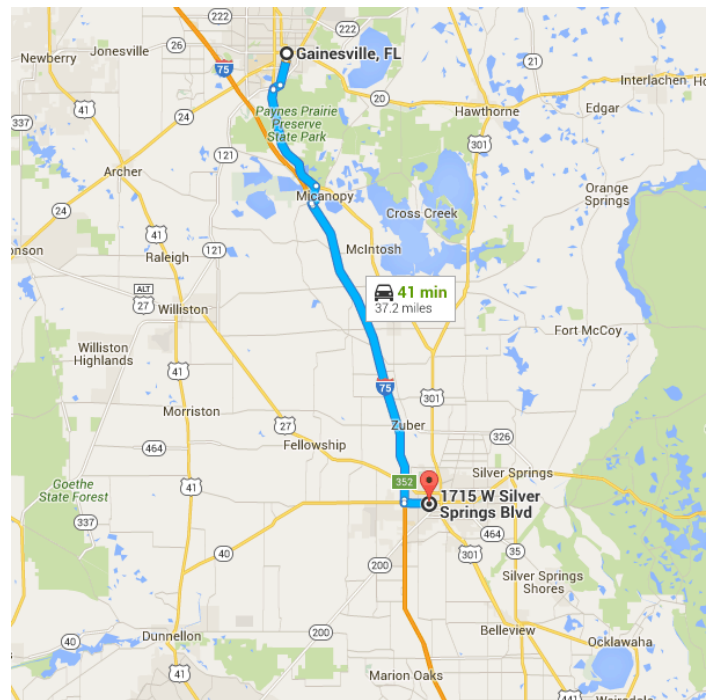 222
222
26
Jonesville
Newberry
Gainesville, FL
75
41
24
20
21
Interlachen
Hawthorne
Edgar
Paynes Prairie
Preserve
State Park
337
24
121
301
Archer
Micanopy
Orange
Springs
Cross Creek
24
41
121
McIntosh
onson
Raleigh
ALT
27
41 min
37.2 miles
Williston
Fort McCoy
Williston
Highlands
41
75
301
Morriston
27
Zuber
326
464
Fellowship
352
Silver Springs
Goethe
State Forest
41
1715 W Silver
Springs Blvd
337
40
464
301
35
200
Silver Springs
Shores
200
40
Dunnellon
Belleview
Ocklawaha
41
Marion Oaks
441